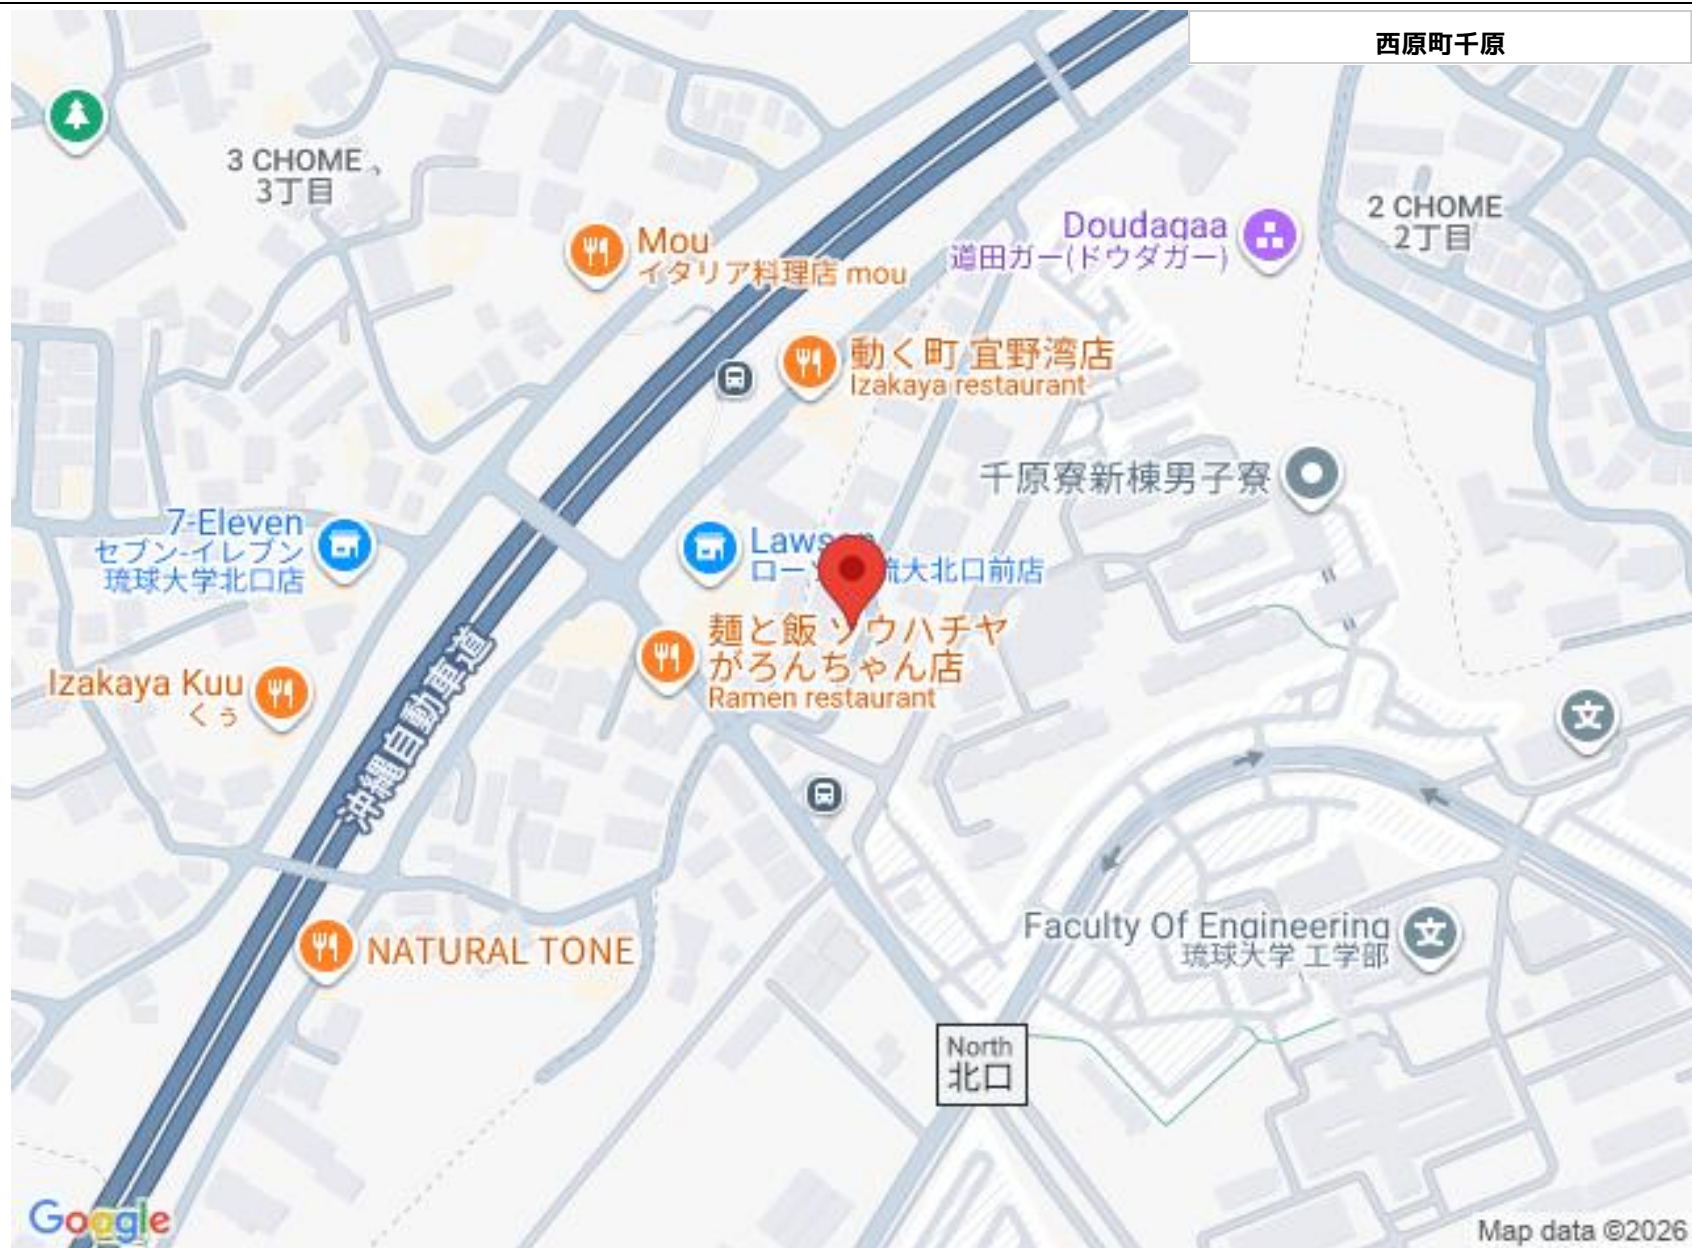 西原町千原
3 CHOME
3丁目
Mou
イタリア料理店 mou
Doudagaa
道田ガー(ドウダガー)
2 CHOME
2丁目
動く町 宜野湾店
Izakaya restaurant
千原寮新棟男子寮
7-Eleven
セブン-イレブン
琉球大学北口店
流大北口前店
麺と飯 ソウハチヤ
がろんちゃん店
Ramen restaurant
Izakaya Kuu
くぅ
沖縄自動車道
NATURAL TONE
Faculty Of Engineering
琉球大学 工学部
North
北口
Google
Map data ©2026